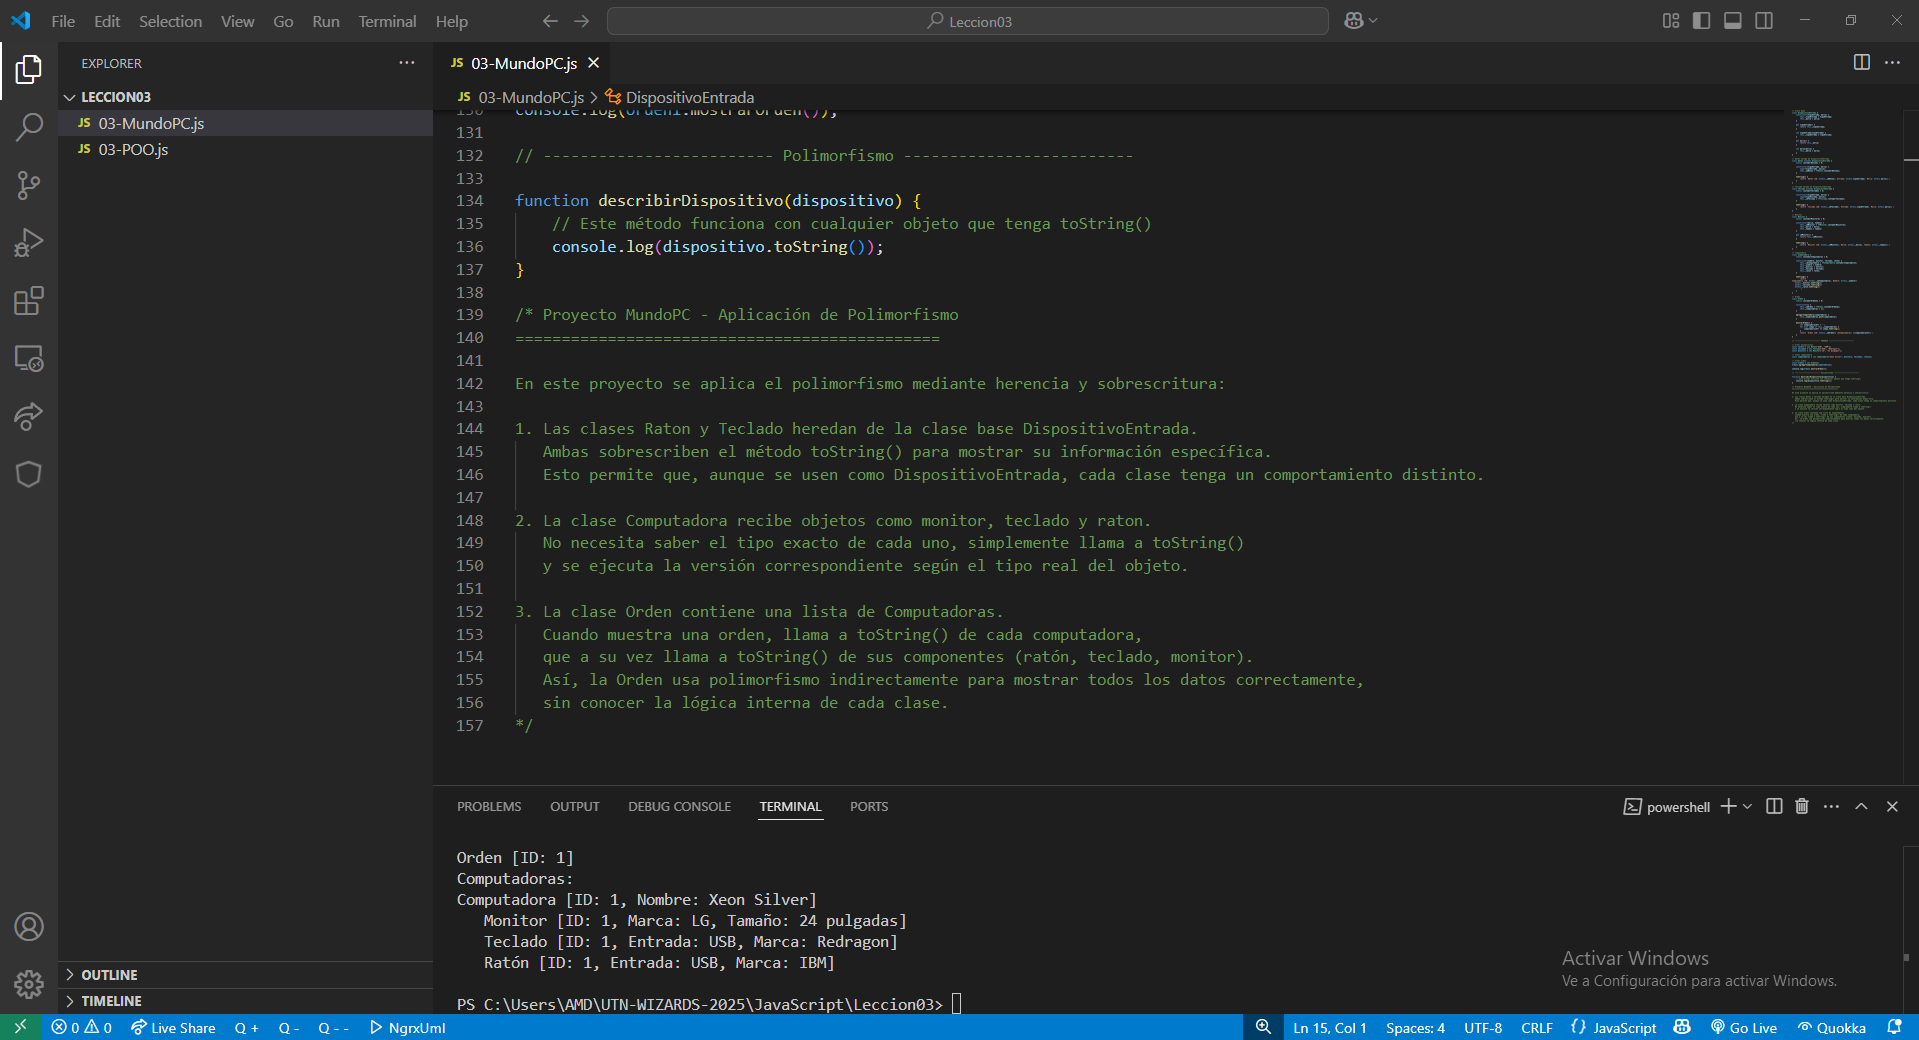 File Edit Selection View Go Run Terminal Help
Leccion03
EXPLORER
LECCION03
JS 03-MundoPC.js
JS 03-POO.js
OUTLINE
TIMELINE
JS 03-MundoPC.js
JS 03-MundoPC.js > DispositivoEntrada
130 console.log(orden1.mostrarOrden());
131
132 // ------------------------- Polimorfismo -------------------------
133
134 function describirDispositivo(dispositivo) {
135 // Este método funciona con cualquier objeto que tenga toString()
136 console.log(dispositivo.toString());
137 }
138
139 /* Proyecto MundoPC - Aplicación de Polimorfismo
140 ==============================================
141
142 En este proyecto se aplica el polimorfismo mediante herencia y sobrescritura:
143
144 1. Las clases Raton y Teclado heredan de la clase base DispositivoEntrada.
145 Ambas sobrescriben el método toString() para mostrar su información específica.
146 Esto permite que, aunque se usen como DispositivoEntrada, cada clase tenga un comportamiento distinto.
147
148 2. La clase Computadora recibe objetos como monitor, teclado y raton.
149 No necesita saber el tipo exacto de cada uno, simplemente llama a toString()
150 y se ejecuta la versión correspondiente según el tipo real del objeto.
151
152 3. La clase Orden contiene una lista de Computadoras.
153 Cuando muestra una orden, llama a toString() de cada computadora,
154 que a su vez llama a toString() de sus componentes (ratón, teclado, monitor).
155 Así, la Orden usa polimorfismo indirectamente para mostrar todos los datos correctamente,
156 sin conocer la lógica interna de cada clase.
157 */
PROBLEMS OUTPUT DEBUG CONSOLE TERMINAL PORTS
powershell
Orden [ID: 1]
Computadoras:
Computadora [ID: 1, Nombre: Xeon Silver]
Monitor [ID: 1, Marca: LG, Tamaño: 24 pulgadas]
Teclado [ID: 1, Entrada: USB, Marca: Redragon]
Ratón [ID: 1, Entrada: USB, Marca: IBM]
PS C:\Users\AMD\UTN-WIZARDS-2025\JavaScript\Leccion03>
Activar Windows
Ve a Configuración para activar Windows.
0 0 Live Share Q + Q - Q - - NgrxUml Ln 15, Col 1 Spaces: 4 UTF-8 CRLF {} JavaScript Go Live Quokka